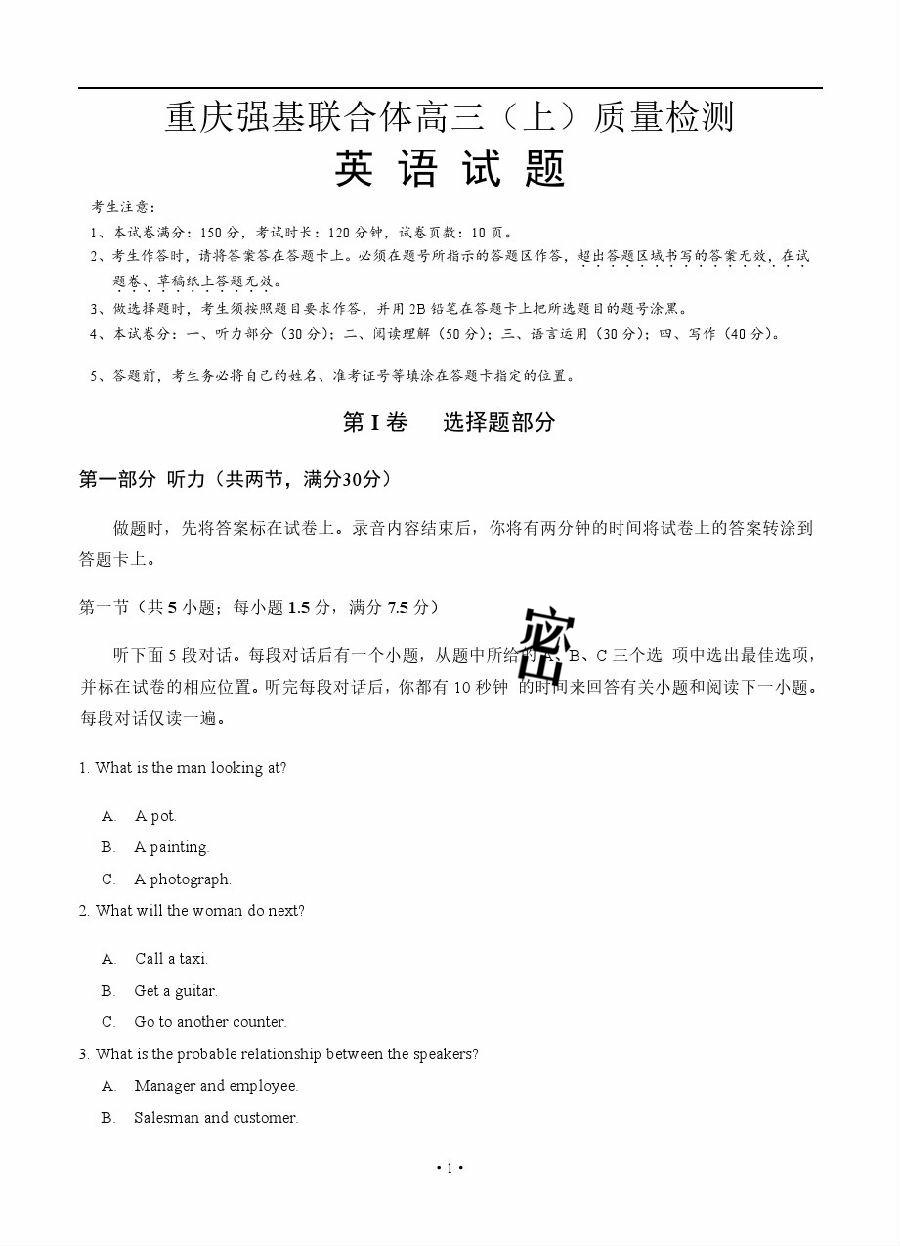 重庆强基联合体高三（上）质量检测
英 语 试 题
考生注意：
1、本试卷满分：150 分，考试时长：120 分钟，试卷页数：10 页。
2、考生作答时，请将答案答在答题卡上。必须在题号所指示的答题区作答，超出答题区域书写的答案无效，在试
题卷、草稿纸上答题无效。
3、做选择题时，考生须按照题目要求作答，并用 2B 铅笔在答题卡上把所选题目的题号涂黑。
4、本试卷分：一、听力部分（30 分）；二、阅读理解（50 分）；三、语言运用（30 分）；四、写作（40 分）。
5、答题前，考生务必将自己的姓名、准考证号等填涂在答题卡指定的位置。
第 I 卷 选择题部分
第一部分 听力（共两节，满分30分）
做题时，先将答案标在试卷上。录音内容结束后，你将有两分钟的时间将试卷上的答案转涂到
答题卡上。
第一节（共 5 小题；每小题 1.5 分，满分 7.5 分）
密
听下面 5 段对话。每段对话后有一个小题，从题中所给的 A、B、C 三个选 项中选出最佳选项，
并标在试卷的相应位置。听完每段对话后，你都有 10 秒钟 的时间来回答有关小题和阅读下一小题。
每段对话仅读一遍。
1. What is the man looking at?
A. A pot.
B. A painting.
C. A photograph.
2. What will the woman do next?
A. Call a taxi.
B. Get a guitar.
C. Go to another counter.
3. What is the probable relationship between the speakers?
A. Manager and employee.
B. Salesman and customer.
• 1 •